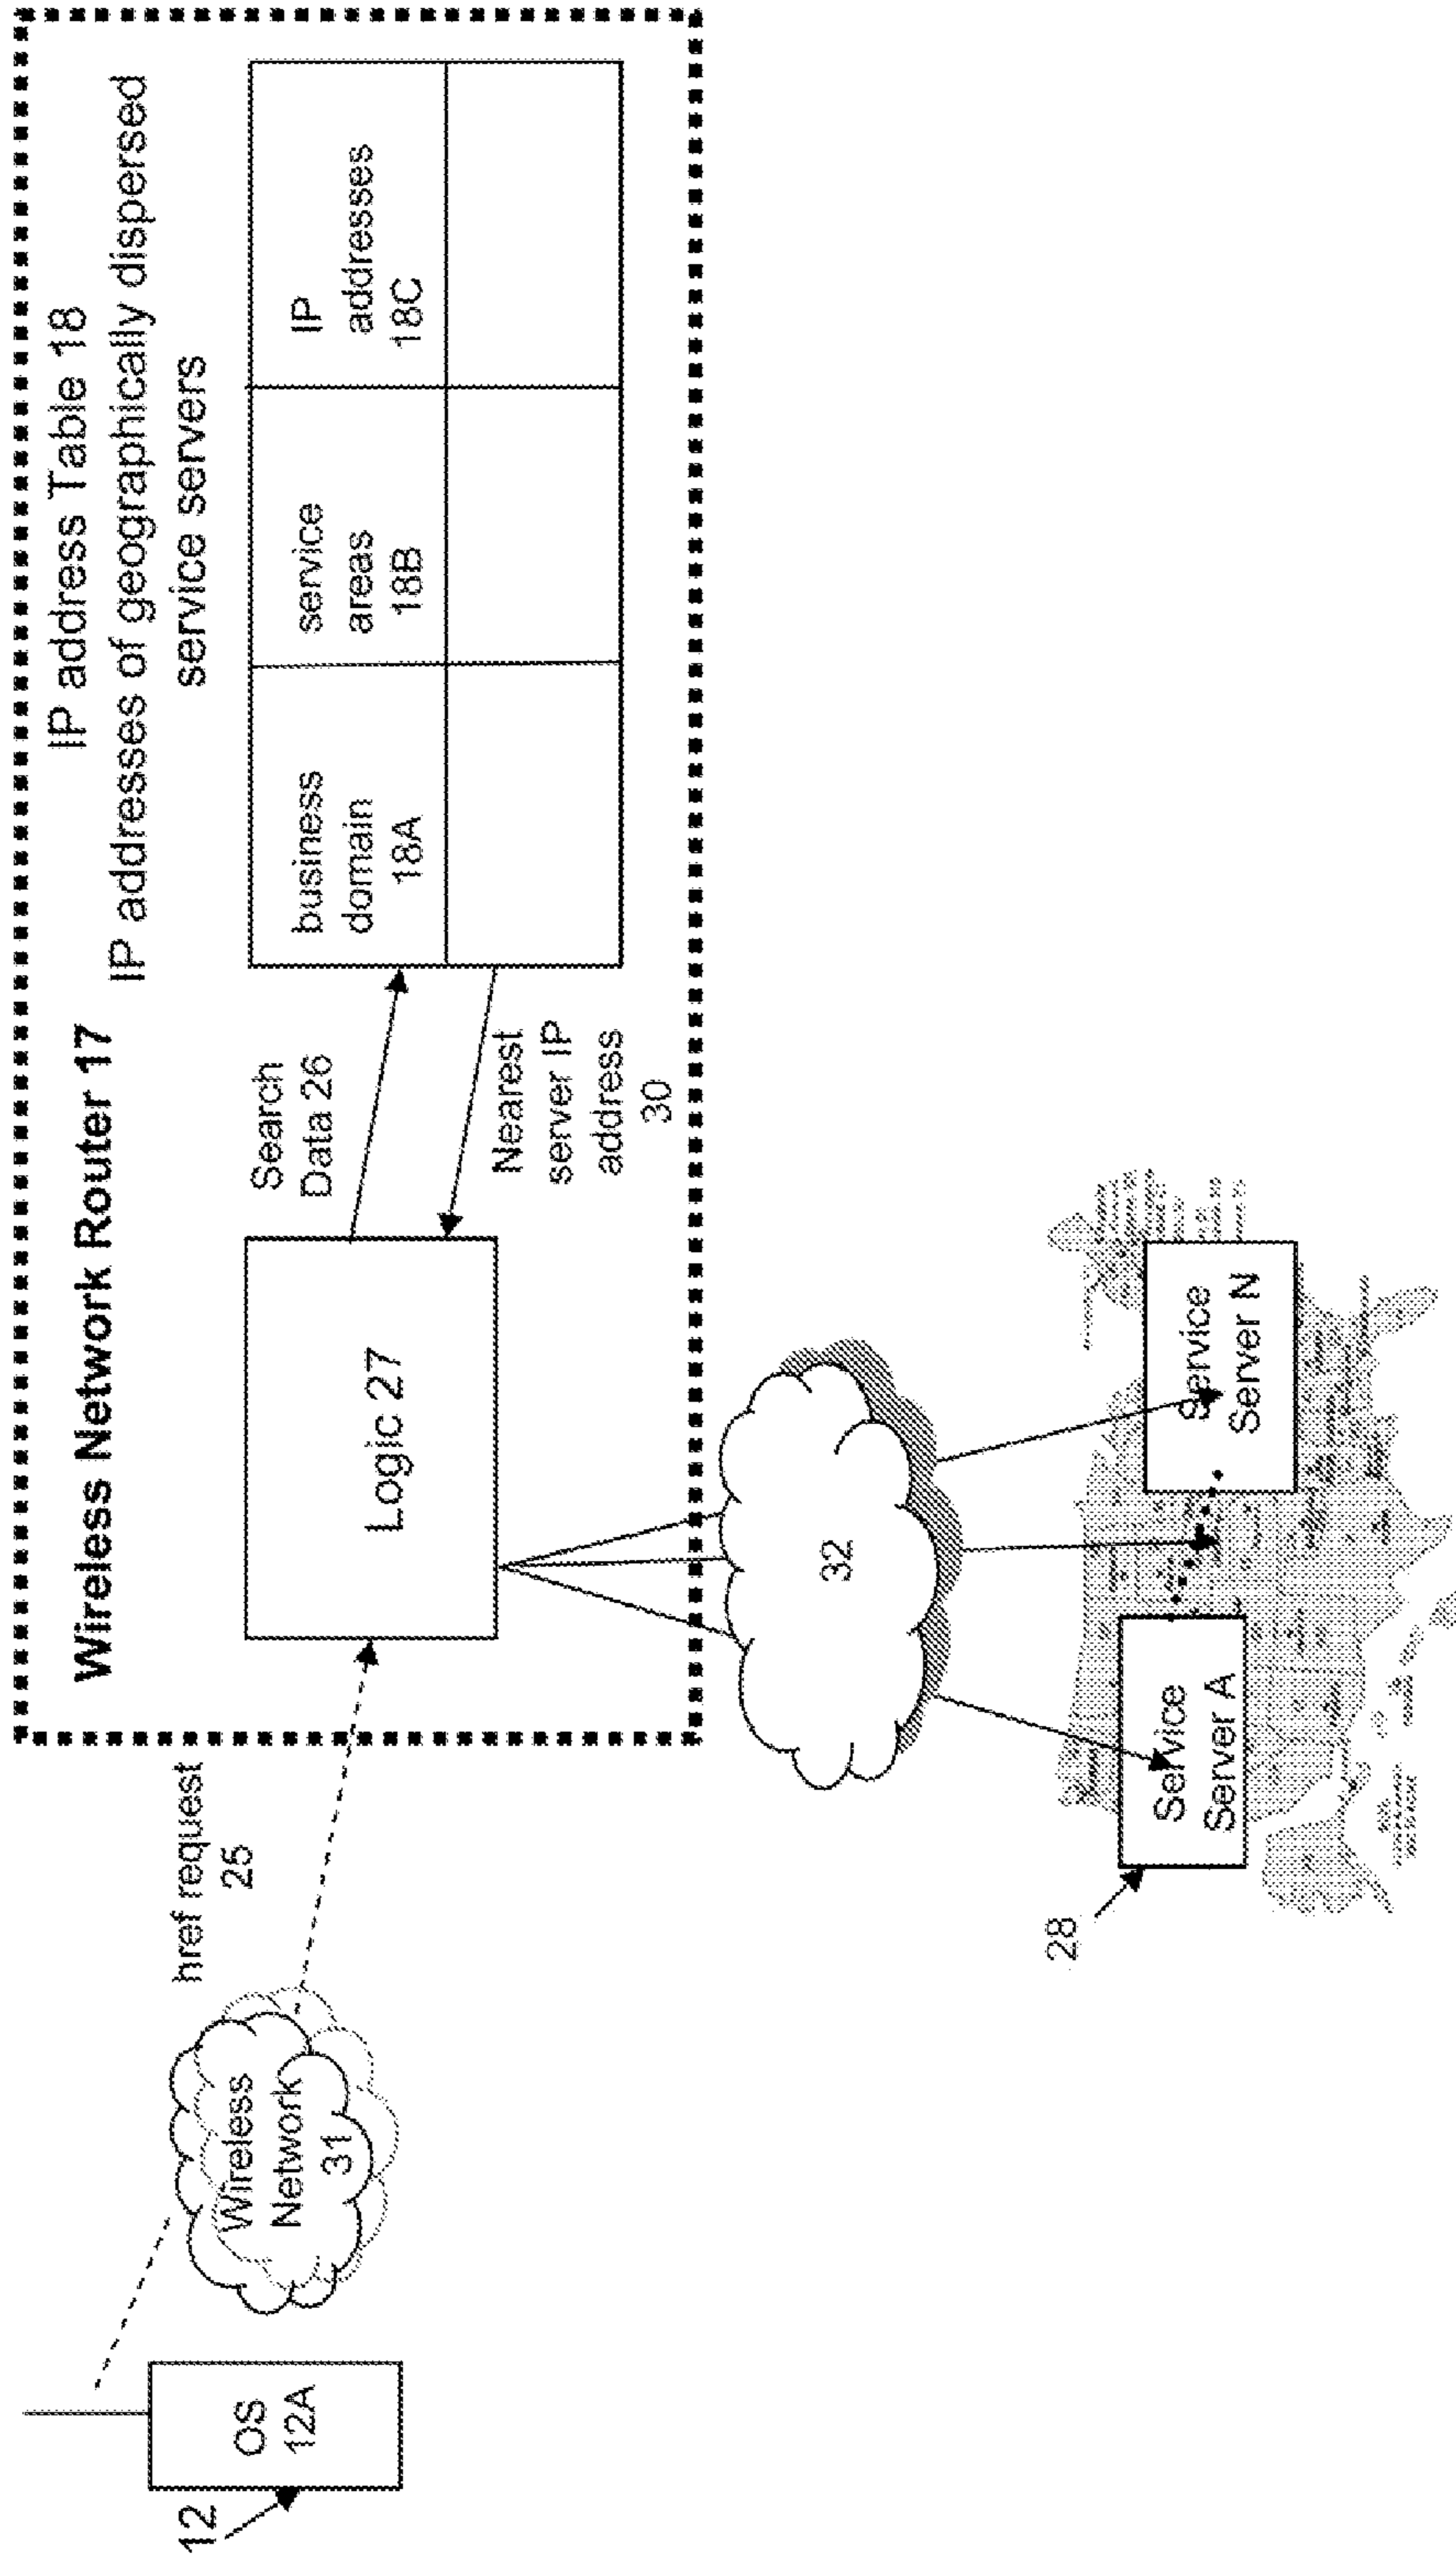 Wireless Network Router 17
IP address Table 18
IP addresses of geographically dispersed
service servers
business
domain
18A
service
areas
18B
IP
addresses
18C
Search
Data 26
Nearest
server IP
address
30
Logic 27
href request
25
Wireless
Network
31
OS
12A
12
32
Service
Server A
Service
Server N
28